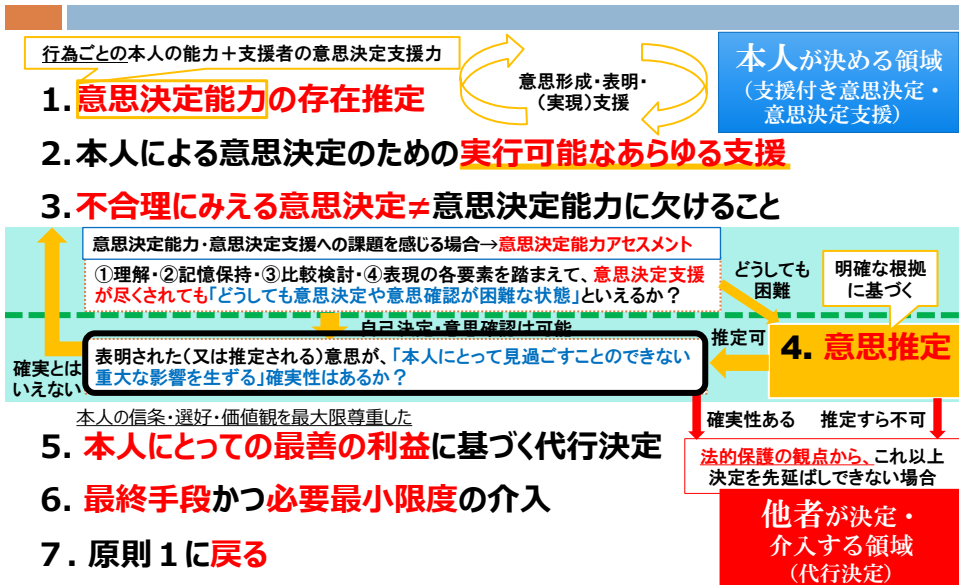 行為ごとの本人の能力＋支援者の意思決定支援力
意思形成・表明・
（実現）支援
本人が決める領域
（支援付き意思決定・
意思決定支援）
1. 意思決定能力の存在推定
2. 本人による意思決定のための実行可能なあらゆる支援
3. 不合理にみえる意思決定≠意思決定能力に欠けること
意思決定能力・意思決定支援への課題を感じる場合→意思決定能力アセスメント
①理解・②記憶保持・③比較検討・④表現の各要素を踏まえて、意思決定支援
が尽くされても「どうしても意思決定や意思確認が困難な状態」といえるか？
どうしても
困難
明確な根拠
に基づく
自己決定・意思確認は可能
推定可
4. 意思推定
表明された（又は推定される）意思が、「本人にとって見過ごすことのできない
重大な影響を生ずる」確実性はあるか？
確実とは
いえない
本人の信条・選好・価値観を最大限尊重した
確実性ある
推定すら不可
5. 本人にとっての最善の利益に基づく代行決定
法的保護の観点から、これ以上
決定を先延ばしできない場合
6. 最終手段かつ必要最小限度の介入
他者が決定・
介入する領域
（代行決定）
7. 原則１に戻る